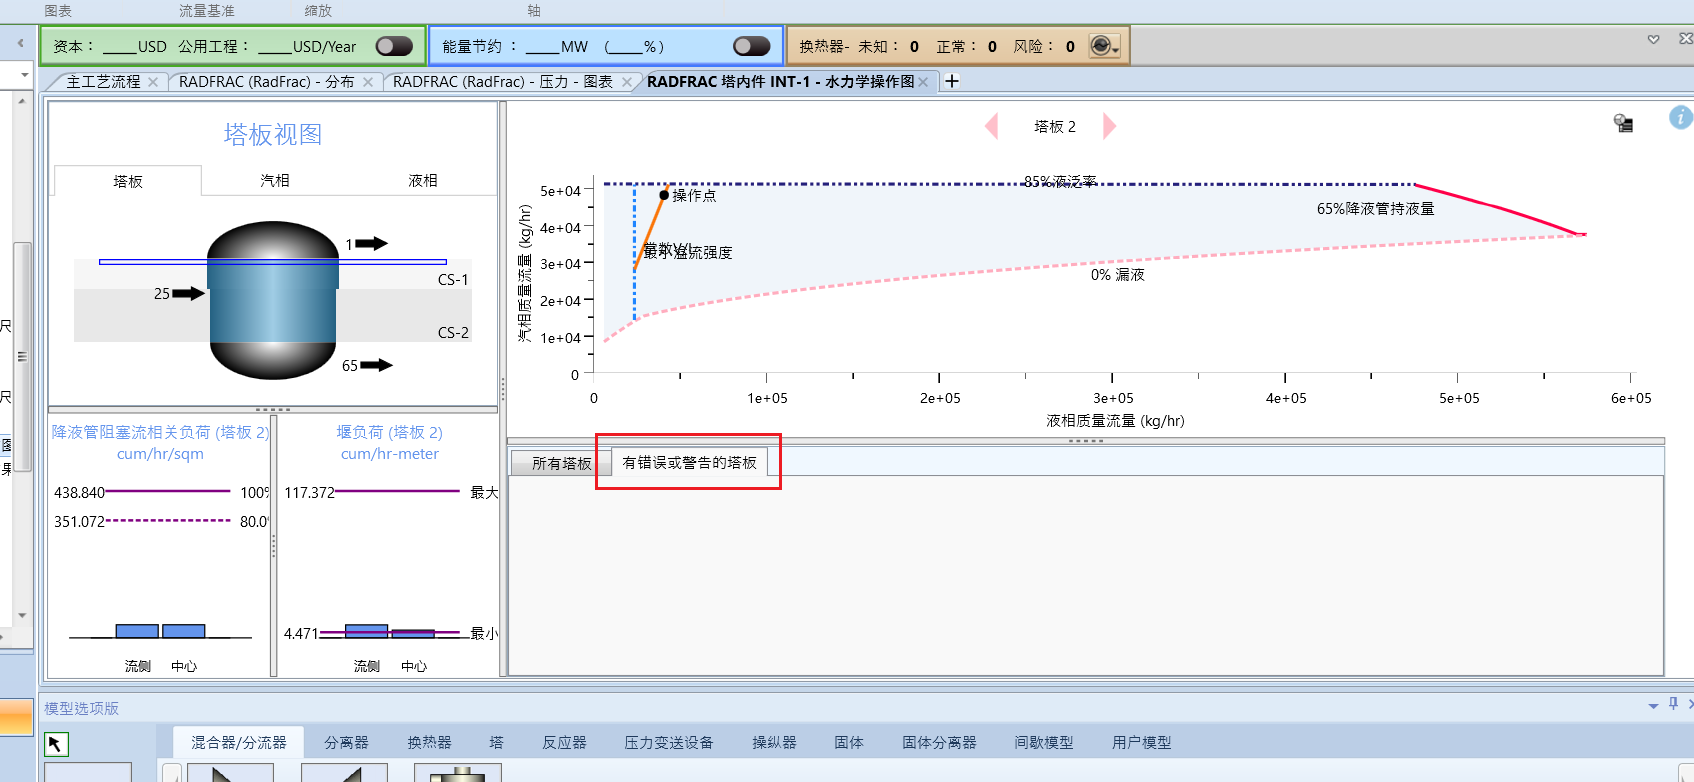 图表 流量基准 缩放 轴
资本： ____USD 公用工程： ____USD/Year
能量节约 ： ____MW (____% )
换热器- 未知： 0 正常： 0 风险： 0
主工艺流程
RADFRAC (RadFrac) - 分布
RADFRAC (RadFrac) - 压力 - 图表
RADFRAC 塔内件 INT-1 - 水力学操作图
塔板视图
塔板 汽相 液相
1
CS-1
25
CS-2
65
降液管阻塞流相关负荷 (塔板 2)
cum/hr/sqm
438.840 100%
351.072 80.0%
流侧 中心
堰负荷 (塔板 2)
cum/hr-meter
117.372 最大
4.471 最小
流侧 中心
塔板 2
85%液泛率
操作点
65%降液管持液量
常数V/L
最小溢流强度
0% 漏液
汽相质量流量 (kg/hr)
5e+04
4e+04
3e+04
2e+04
1e+04
0
0 1e+05 2e+05 3e+05 4e+05 5e+05 6e+05
液相质量流量 (kg/hr)
所有塔板 有错误或警告的塔板
尺
尺
图
果
模型选项版
混合器/分流器 分离器 换热器 塔 反应器 压力变送设备 操纵器 固体 固体分离器 间歇模型 用户模型